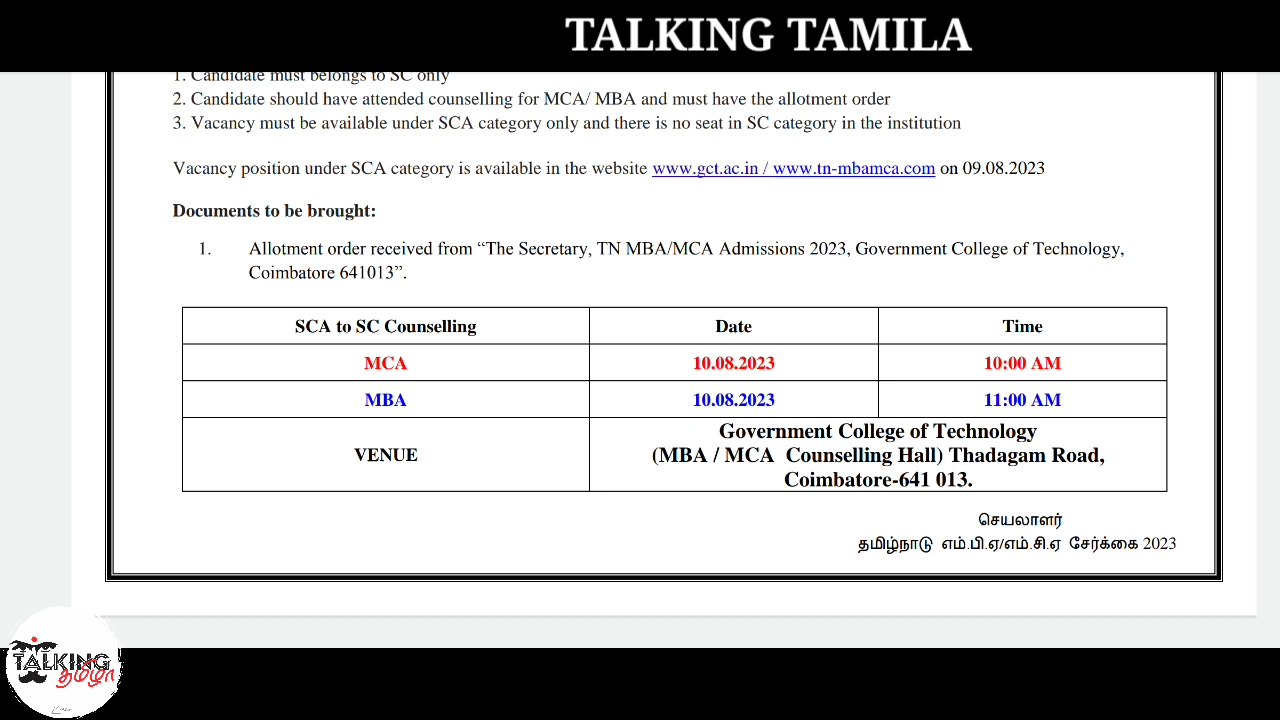 TALKING TAMILA
1. Candidate must belongs to SC only
2. Candidate should have attended counselling for MCA/ MBA and must have the allotment order
3. Vacancy must be available under SCA category only and there is no seat in SC category in the institution
Vacancy position under SCA category is available in the website www.gct.ac.in / www.tn-mbamca.com on 09.08.2023
Documents to be brought:
1. Allotment order received from “The Secretary, TN MBA/MCA Admissions 2023, Government College of Technology,
Coimbatore 641013”.
SCA to SC Counselling Date Time
MCA 10.08.2023 10:00 AM
MBA 10.08.2023 11:00 AM
VENUE
Government College of Technology
(MBA / MCA Counselling Hall) Thadagam Road,
Coimbatore-641 013.
செயலாளர்
தமிழ்நாடு எம்.பி.ஏ/எம்.சி.ஏ சேர்க்கை 2023
TALKING
தமிழா